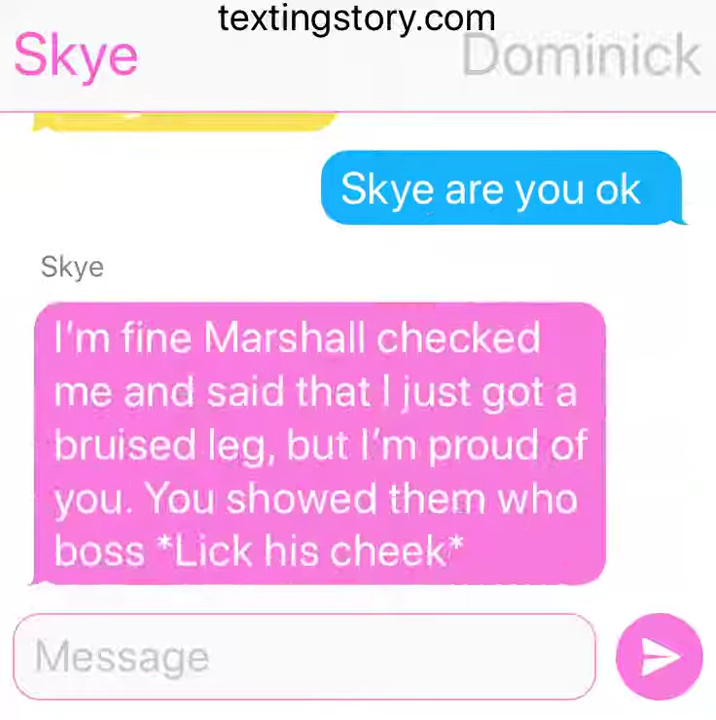 textingstory.com
Skye Dominick
Skye are you ok
Skye
I'm fine Marshall checked
me and said that I just got a
bruised leg, but I'm proud of
you. You showed them who
boss *Lick his cheek*
Message